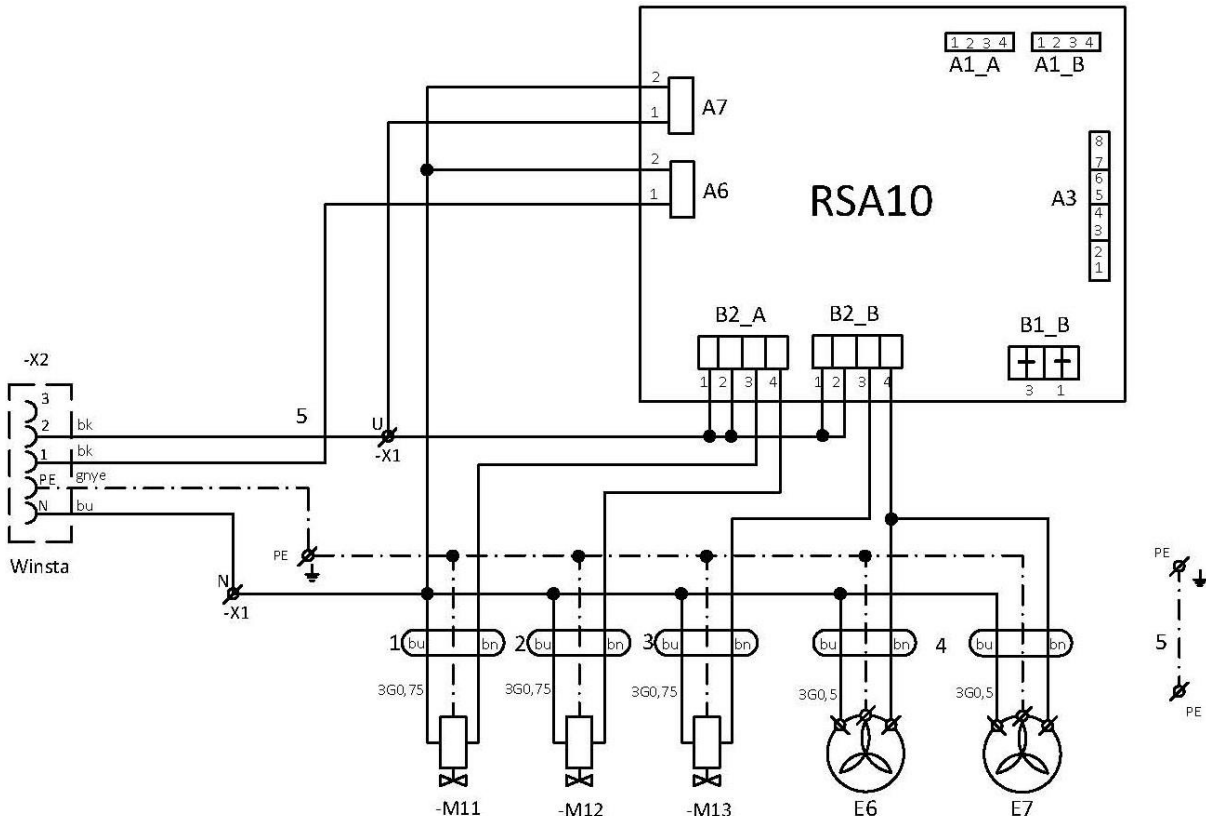 1 2 3 4
1 2 3 4
A1_A
A1_B
2
1
A7
2
1
A6
RSA10
A3
8
7
6
5
4
3
2
1
B2_A
B2_B
B1_B
1
2
3
4
1
2
3
4
3
1
-X2
3
2
bk
5
U
-X1
1
bk
PE
gnye
N
bu
Winsta
PE
N
-X1
PE
1
bu
bn
2
bu
bn
3
bu
bn
bu
bn
4
bu
bn
5
3G0,75
3G0,75
3G0,75
3G0,5
3G0,5
PE
-M11
-M12
-M13
E6
E7